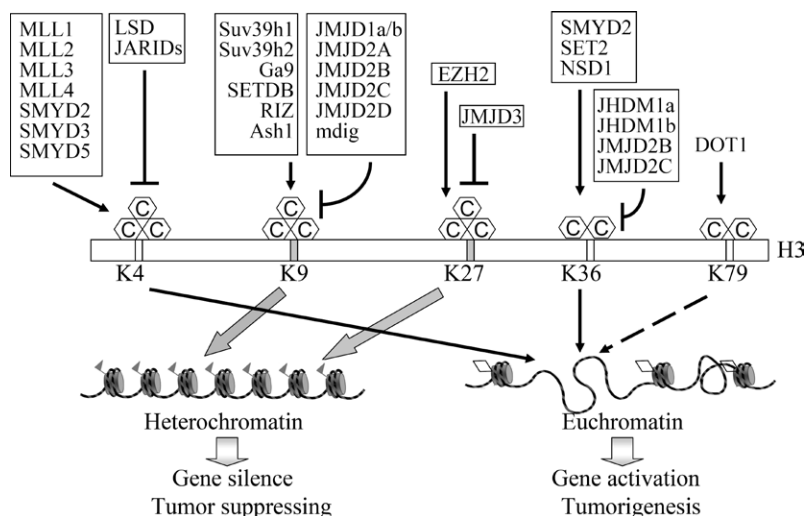 MLL1
MLL2
MLL3
MLL4
SMYD2
SMYD3
SMYD5
LSD
JARIDs
Suv39h1
Suv39h2
Ga9
SETDB
RIZ
Ash1
JMJD1a/b
JMJD2A
JMJD2B
JMJD2C
JMJD2D
mdig
EZH2
JMJD3
SMYD2
SET2
NSD1
JHDM1a
JHDM1b
JMJD2B
JMJD2C
DOT1
C
C C
C
C C
C
C C
C C
C C
H3
K4 K9 K27 K36 K79
Heterochromatin
Gene silence
Tumor suppressing
Euchromatin
Gene activation
Tumorigenesis